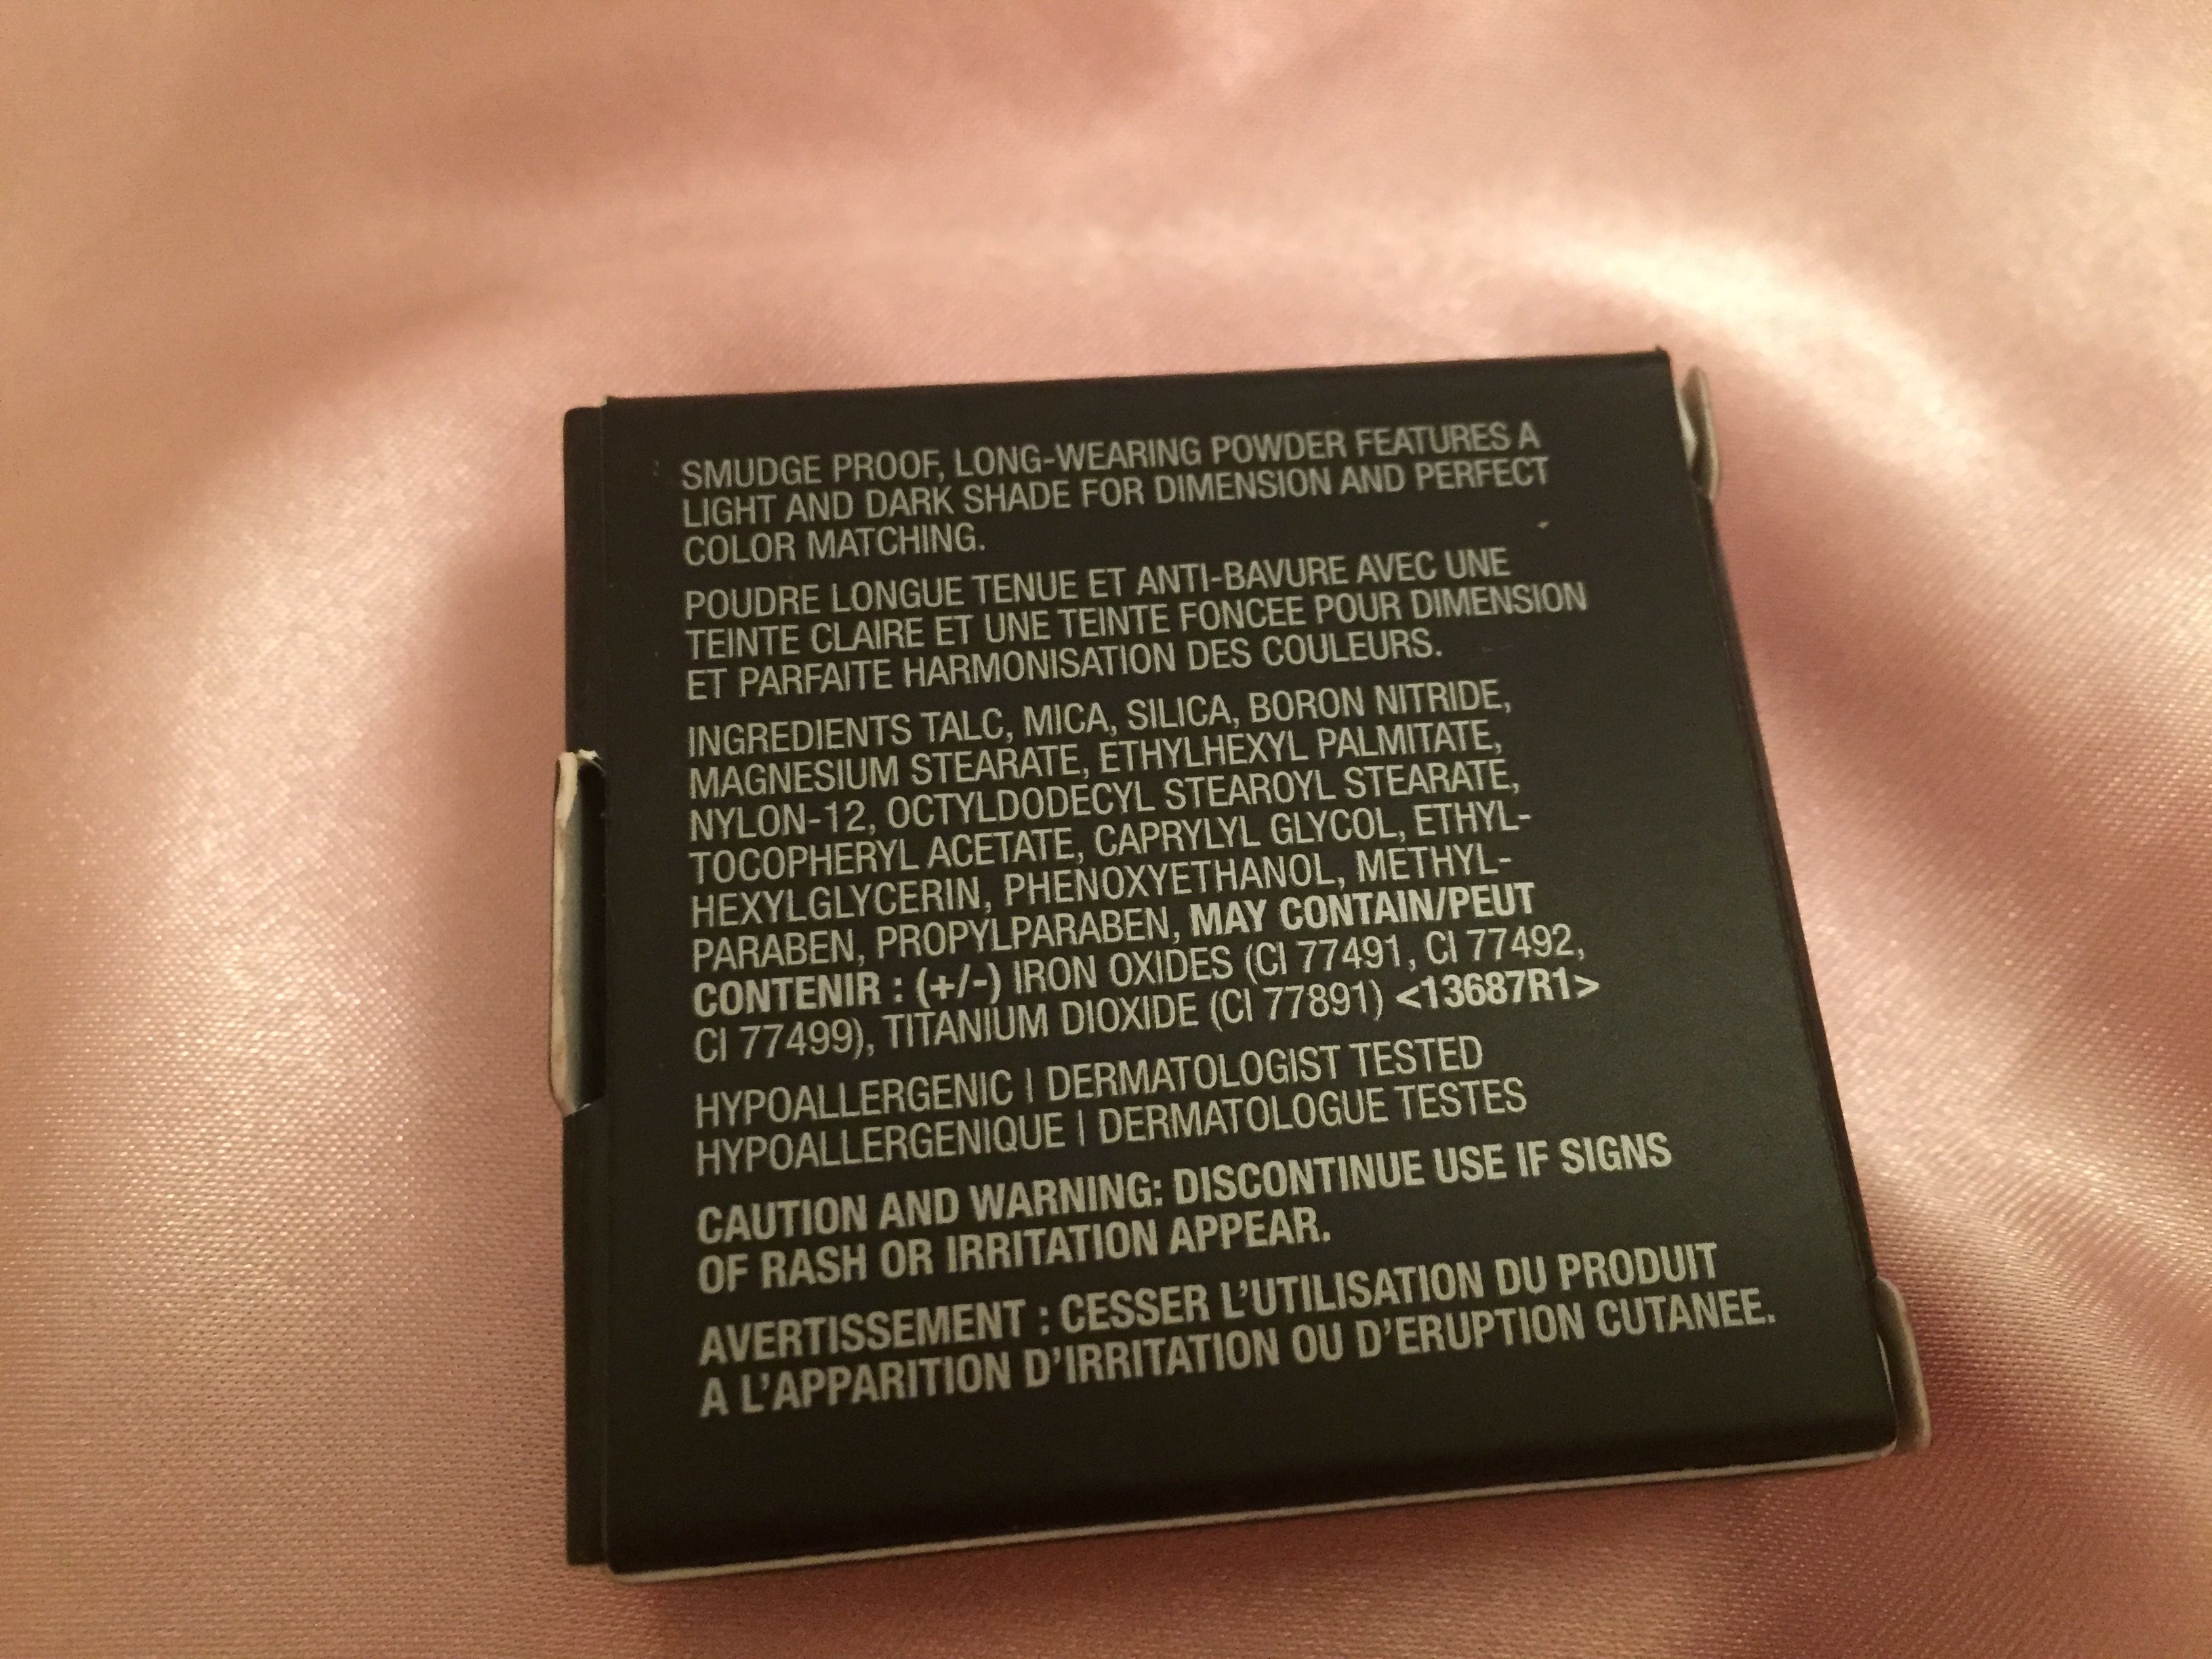 SMUDGE PROOF, LONG-WEARING POWDER FEATURES A
LIGHT AND DARK SHADE FOR DIMENSION AND PERFECT
COLOR MATCHING.
POUDRE LONGUE TENUE ET ANTI-BAVURE AVEC UNE
TEINTE CLAIRE ET UNE TEINTE FONCEE POUR DIMENSION
ET PARFAITE HARMONISATION DES COULEURS.
INGREDIENTS TALC, MICA, SILICA, BORON NITRIDE,
MAGNESIUM STEARATE, ETHYLHEXYL PALMITATE,
NYLON-12, OCTYLDODECYL STEAROYL STEARATE,
TOCOPHERYL ACETATE, CAPRYLYL GLYCOL, ETHYL-
HEXYLGLYCERIN, PHENOXYETHANOL, METHYL-
PARABEN, PROPYLPARABEN, MAY CONTAIN/PEUT
CONTENIR : (+/-) IRON OXIDES (CI 77491, CI 77492,
CI 77499), TITANIUM DIOXIDE (CI 77891) <13687R1>
HYPOALLERGENIC | DERMATOLOGIST TESTED
HYPOALLERGENIQUE | DERMATOLOGUE TESTES
CAUTION AND WARNING: DISCONTINUE USE IF SIGNS
OF RASH OR IRRITATION APPEAR.
AVERTISSEMENT : CESSER L'UTILISATION DU PRODUIT
A L'APPARITION D'IRRITATION OU D'ERUPTION CUTANEE.